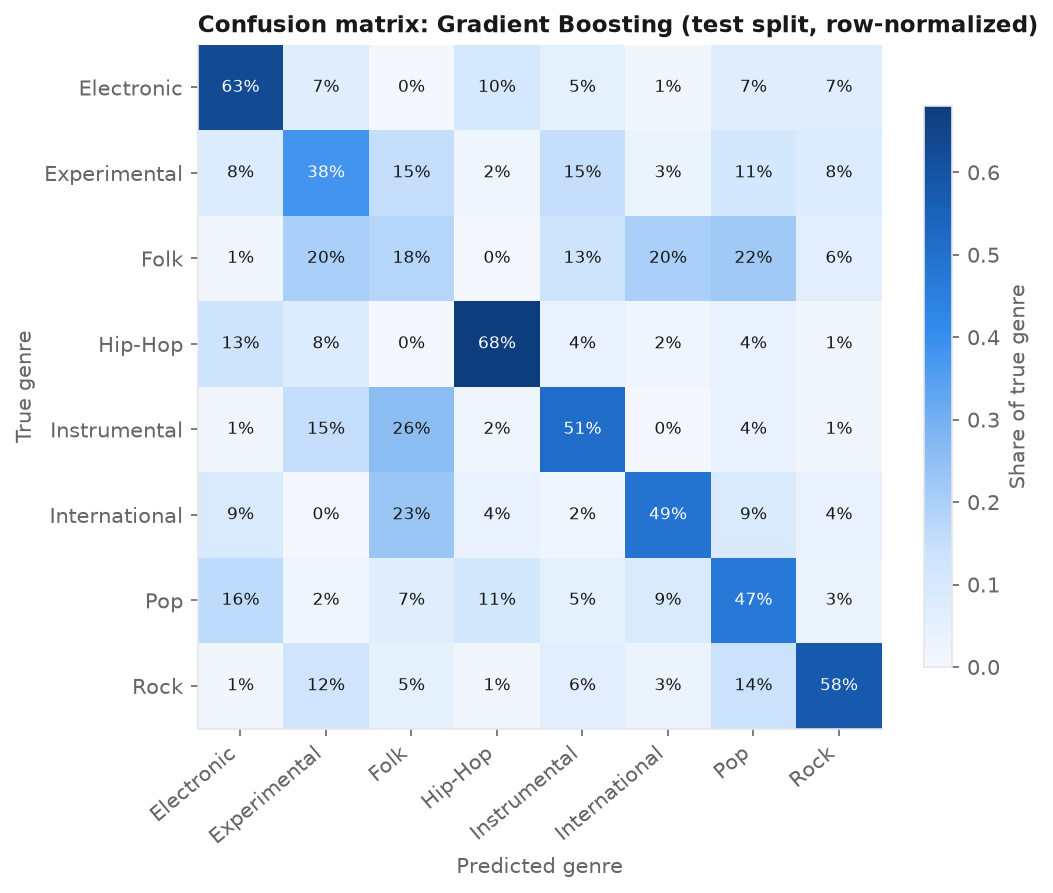 Confusion matrix: Gradient Boosting (test split, row-normalized)
Electronic 63% 7% 0% 10% 5% 1% 7% 7%
Experimental 8% 38% 15% 2% 15% 3% 11% 8%
Folk 1% 20% 18% 0% 13% 20% 22% 6%
Hip-Hop 13% 8% 0% 68% 4% 2% 4% 1%
Instrumental 1% 15% 26% 2% 51% 0% 4% 1%
International 9% 0% 23% 4% 2% 49% 9% 4%
Pop 16% 2% 7% 11% 5% 9% 47% 3%
Rock 1% 12% 5% 1% 6% 3% 14% 58%
True genre
Electronic Experimental Folk Hip-Hop Instrumental International Pop Rock
Predicted genre
0.6
0.5
0.4
0.3
0.2
0.1
0.0
Share of true genre